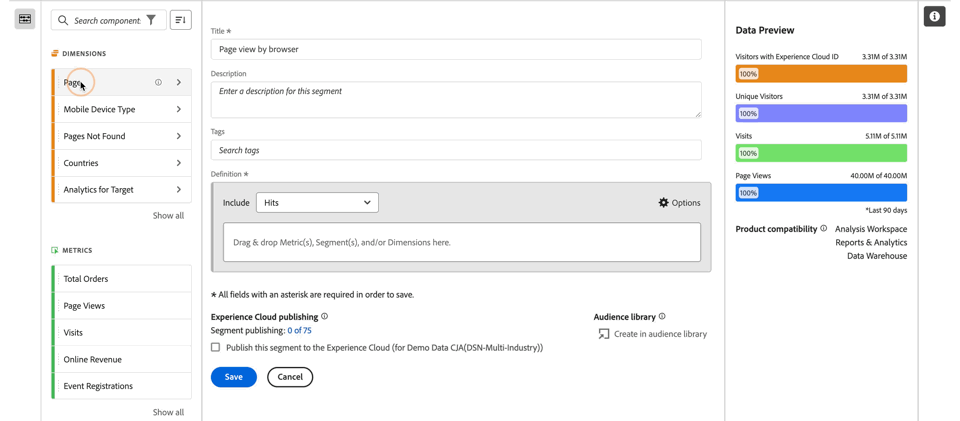 Search component:
DIMENSIONS
Page
Mobile Device Type
Pages Not Found
Countries
Analytics for Target
Show all
METRICS
Total Orders
Page Views
Visits
Online Revenue
Event Registrations
Show all
Title *
Page view by browser
Description
Enter a description for this segment
Tags
Search tags
Definition *
Include Hits Options
Drag & drop Metric(s), Segment(s), and/or Dimensions here.
* All fields with an asterisk are required in order to save.
Experience Cloud publishing
Segment publishing: 0 of 75
Publish this segment to the Experience Cloud (for Demo Data CJA(DSN-Multi-Industry))
Audience library
Create in audience library
Save Cancel
Data Preview
Visitors with Experience Cloud ID 3.31M of 3.31M
100%
Unique Visitors 3.31M of 3.31M
100%
Visits 5.11M of 5.11M
100%
Page Views 40.00M of 40.00M
100%
*Last 90 days
Product compatibility Analysis Workspace
Reports & Analytics
Data Warehouse